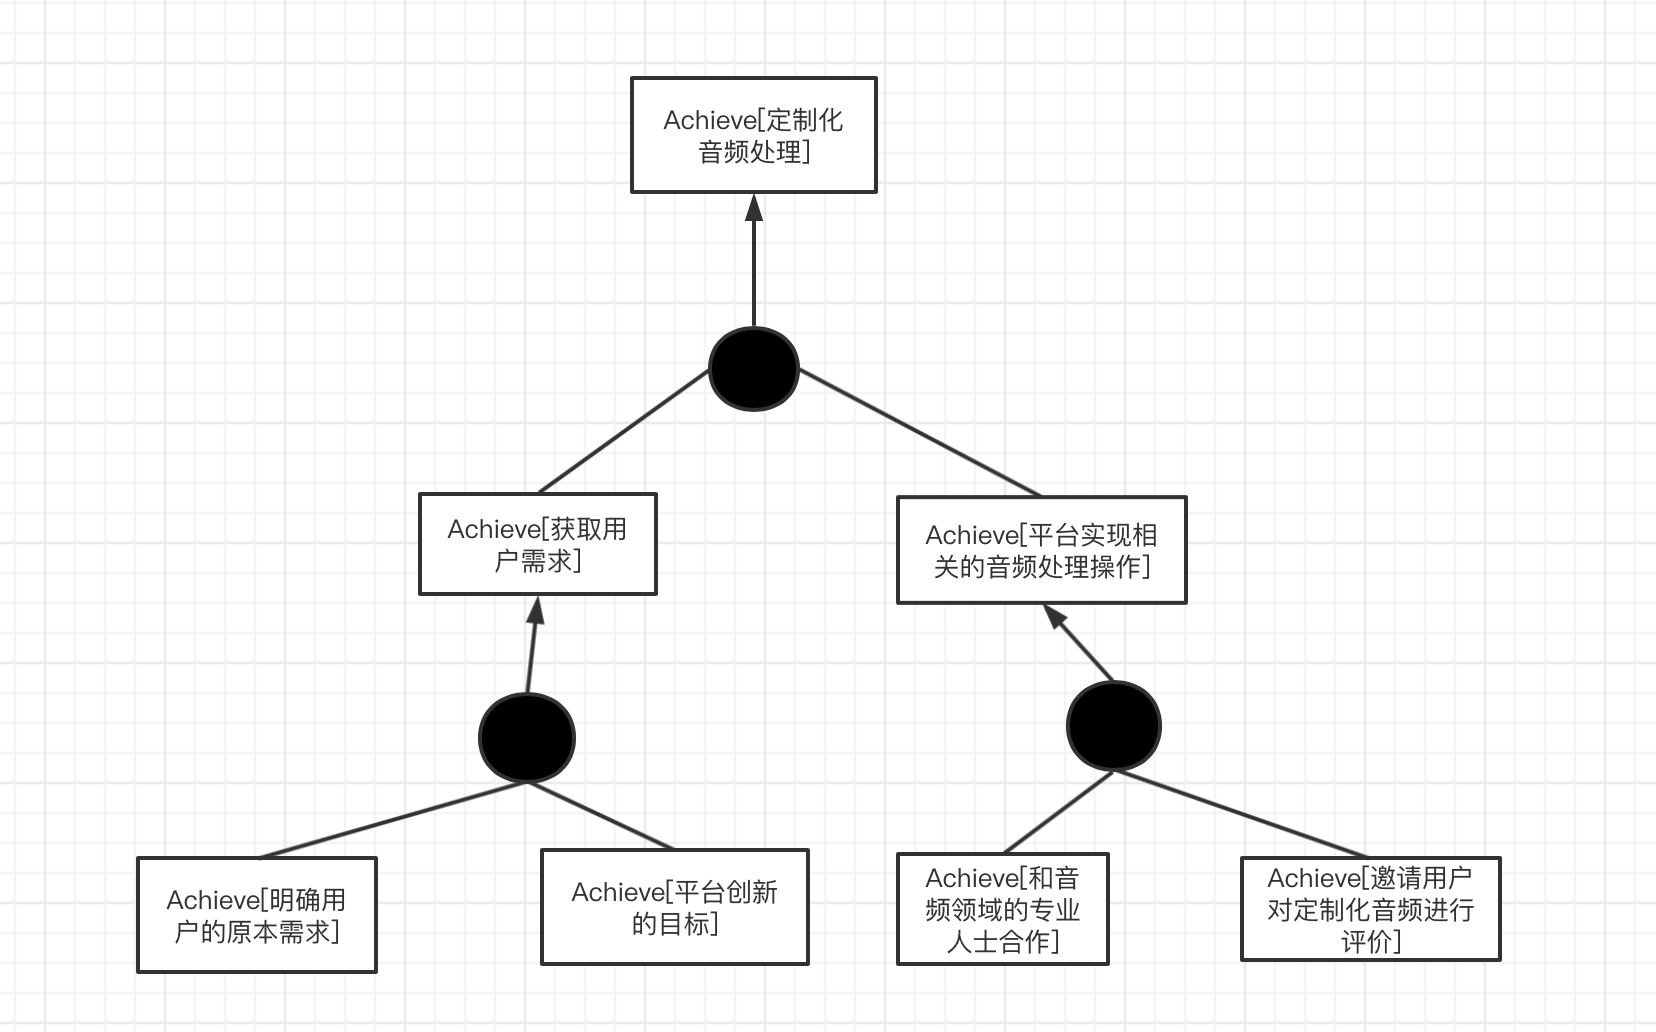 Achieve[定制化
音频处理]
Achieve[获取用
户需求]
Achieve[平台实现相
关的音频处理操作]
Achieve[明确用
户的原本需求]
Achieve[平台创新
的目标]
Achieve[和音
频领域的专业
人士合作]
Achieve[邀请用户
对定制化音频进行
评价]